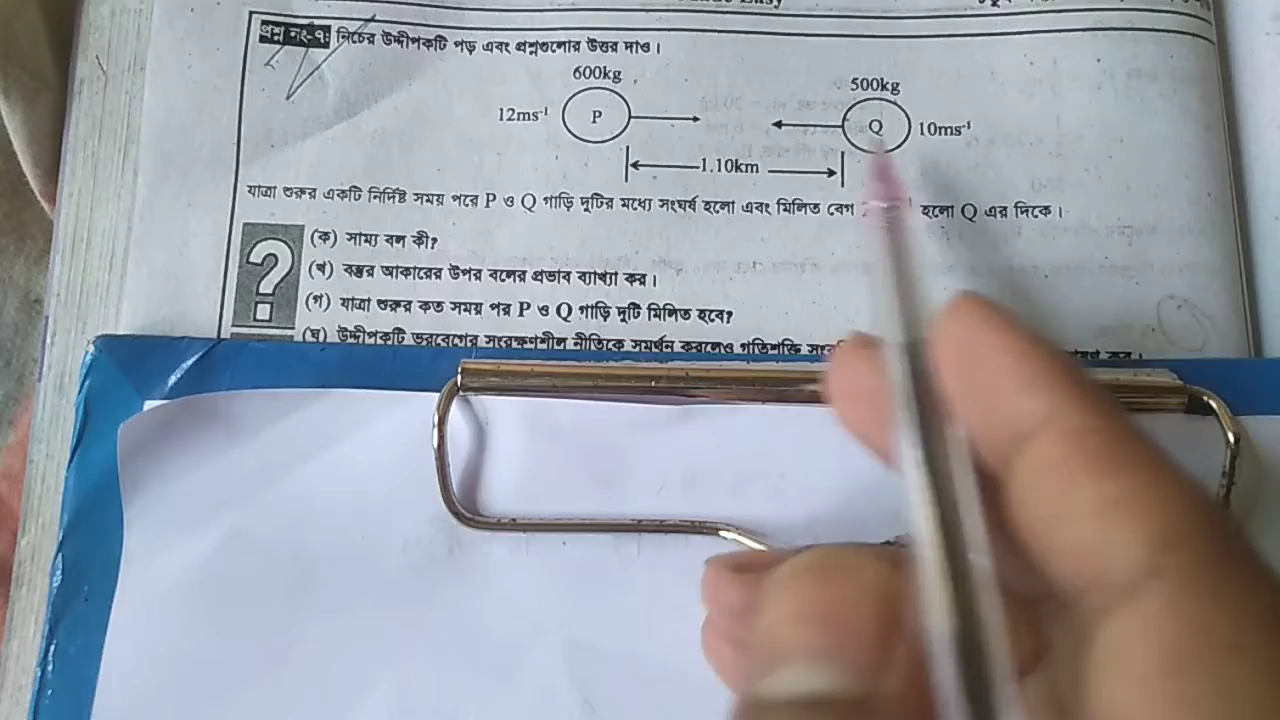 প্রশ্ন নং-৭: নিচের উদ্দীপকটি পড় এবং প্রশ্নগুলোর উত্তর দাও।
600kg
500kg
12ms⁻¹ P Q 10ms⁻¹
1.10km
যাত্রা শুরুর একটি নির্দিষ্ট সময় পরে P ও Q গাড়ি দুটির মধ্যে সংঘর্ষ হলো এবং মিলিত বেগ হলো Q এর দিকে।
?
(ক) সাম্য বল কী?
(খ) বস্তুর আকারের উপর বলের প্রভাব ব্যাখ্যা কর।
(গ) যাত্রা শুরুর কত সময় পর P ও Q গাড়ি দুটি মিলিত হবে?
(ঘ) উদ্দীপকটি ভরবেগের সংরক্ষণশীল নীতিকে সমর্থন করলেও গতিশক্তি কর।